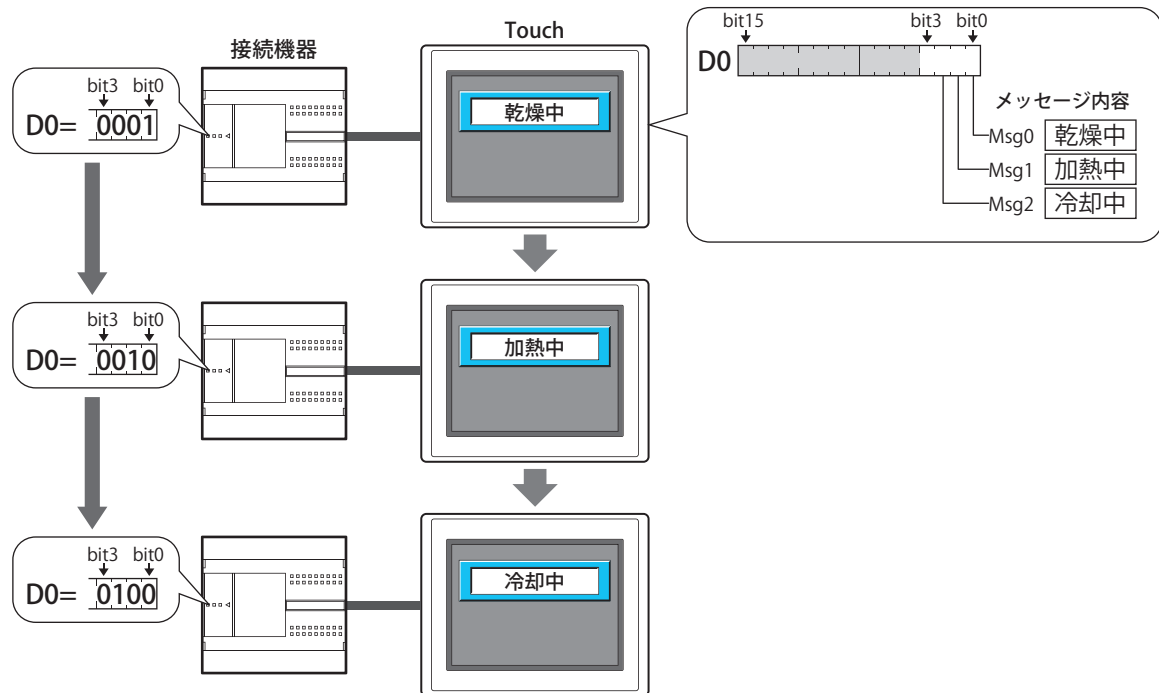 接続機器
Touch
bit15
bit3
bit0
D0
メッセージ内容
Msg0 乾燥中
Msg1 加熱中
Msg2 冷却中
bit3 bit0
D0= 0001
乾燥中
bit3 bit0
D0= 0010
加熱中
bit3 bit0
D0= 0100
冷却中